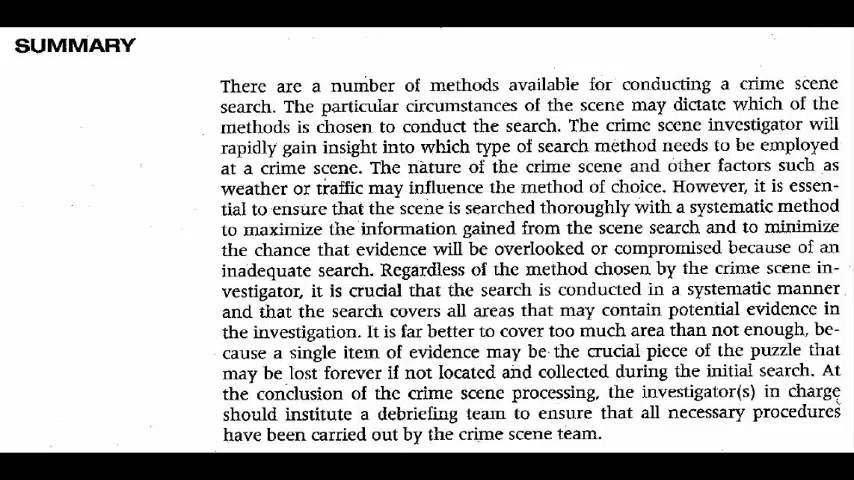 SUMMARY
There are a number of methods available for conducting a crime scene
search. The particular circumstances of the scene may dictate which of the
methods is chosen to conduct the search. The crime scene investigator will
rapidly gain insight into which type of search method needs to be employed
at a crime scene. The nature of the crime scene and other factors such as
weather or traffic may influence the method of choice. However, it is essen-
tial to ensure that the scene is searched thoroughly with a systematic method
to maximize the information gained from the scene search and to minimize
the chance that evidence will be overlooked or compromised because of an
inadequate search. Regardless of the method chosen by the crime scene in-
vestigator, it is crucial that the search is conducted in a systematic manner
and that the search covers all areas that may contain potential evidence in
the investigation. It is far better to cover too much area than not enough, be-
cause a single item of evidence may be the crucial piece of the puzzle that
may be lost forever if not located and collected during the initial search. At
the conclusion of the crime scene processing, the investigator(s) in charge
should institute a debriefing team to ensure that all necessary procedures
have been carried out by the crime scene team.